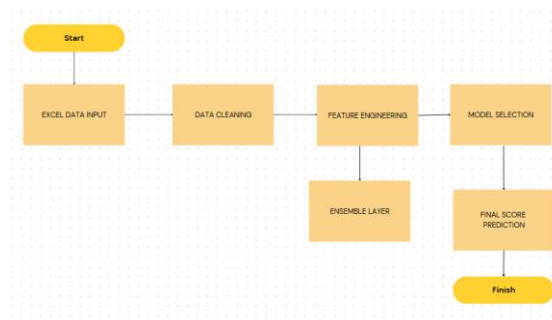 Start
EXCEL DATA INPUT
DATA CLEANING
FEATURE ENGINEERING
MODEL SELECTION
ENSEMBLE LAYER
FINAL SCORE
PREDICTION
Finish